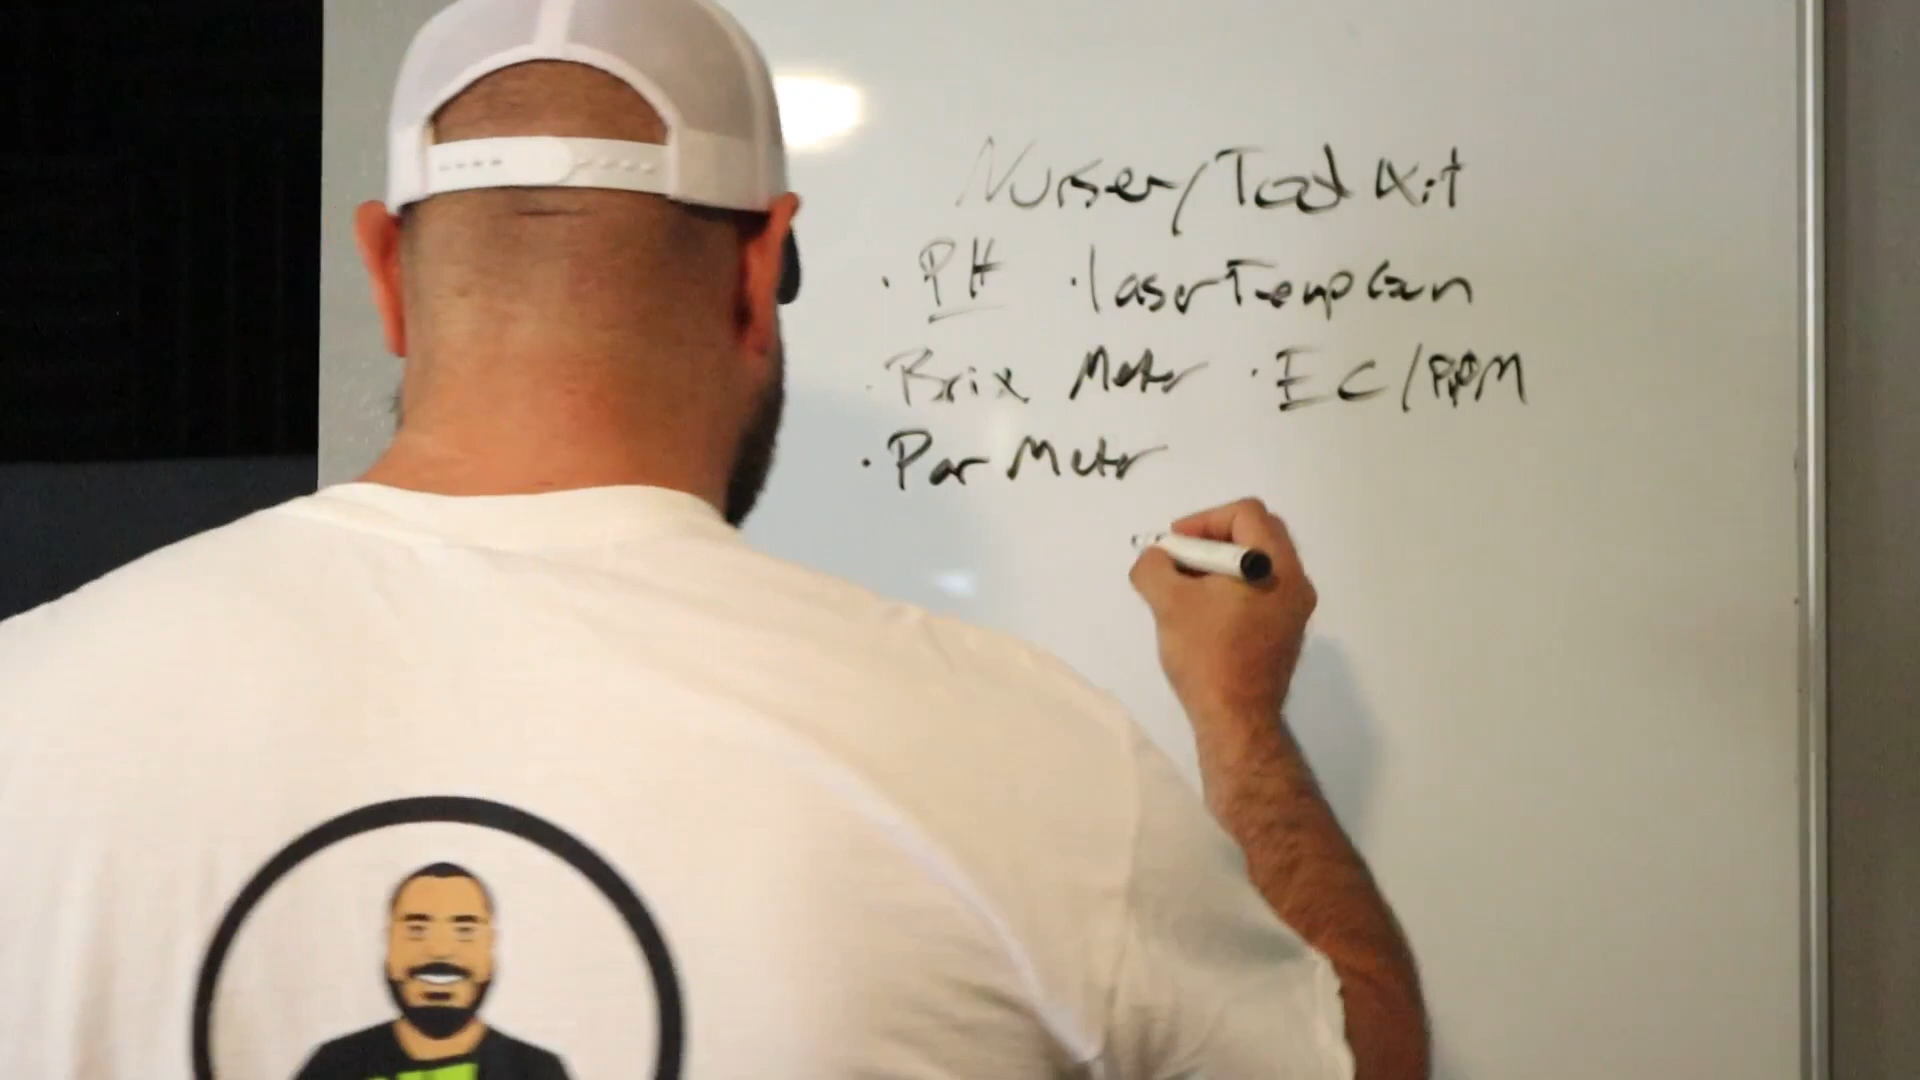 Nursery Tool Kit
· PH · laser Temp Gun
· Brix Meter · EC/PPM
· Par Meter